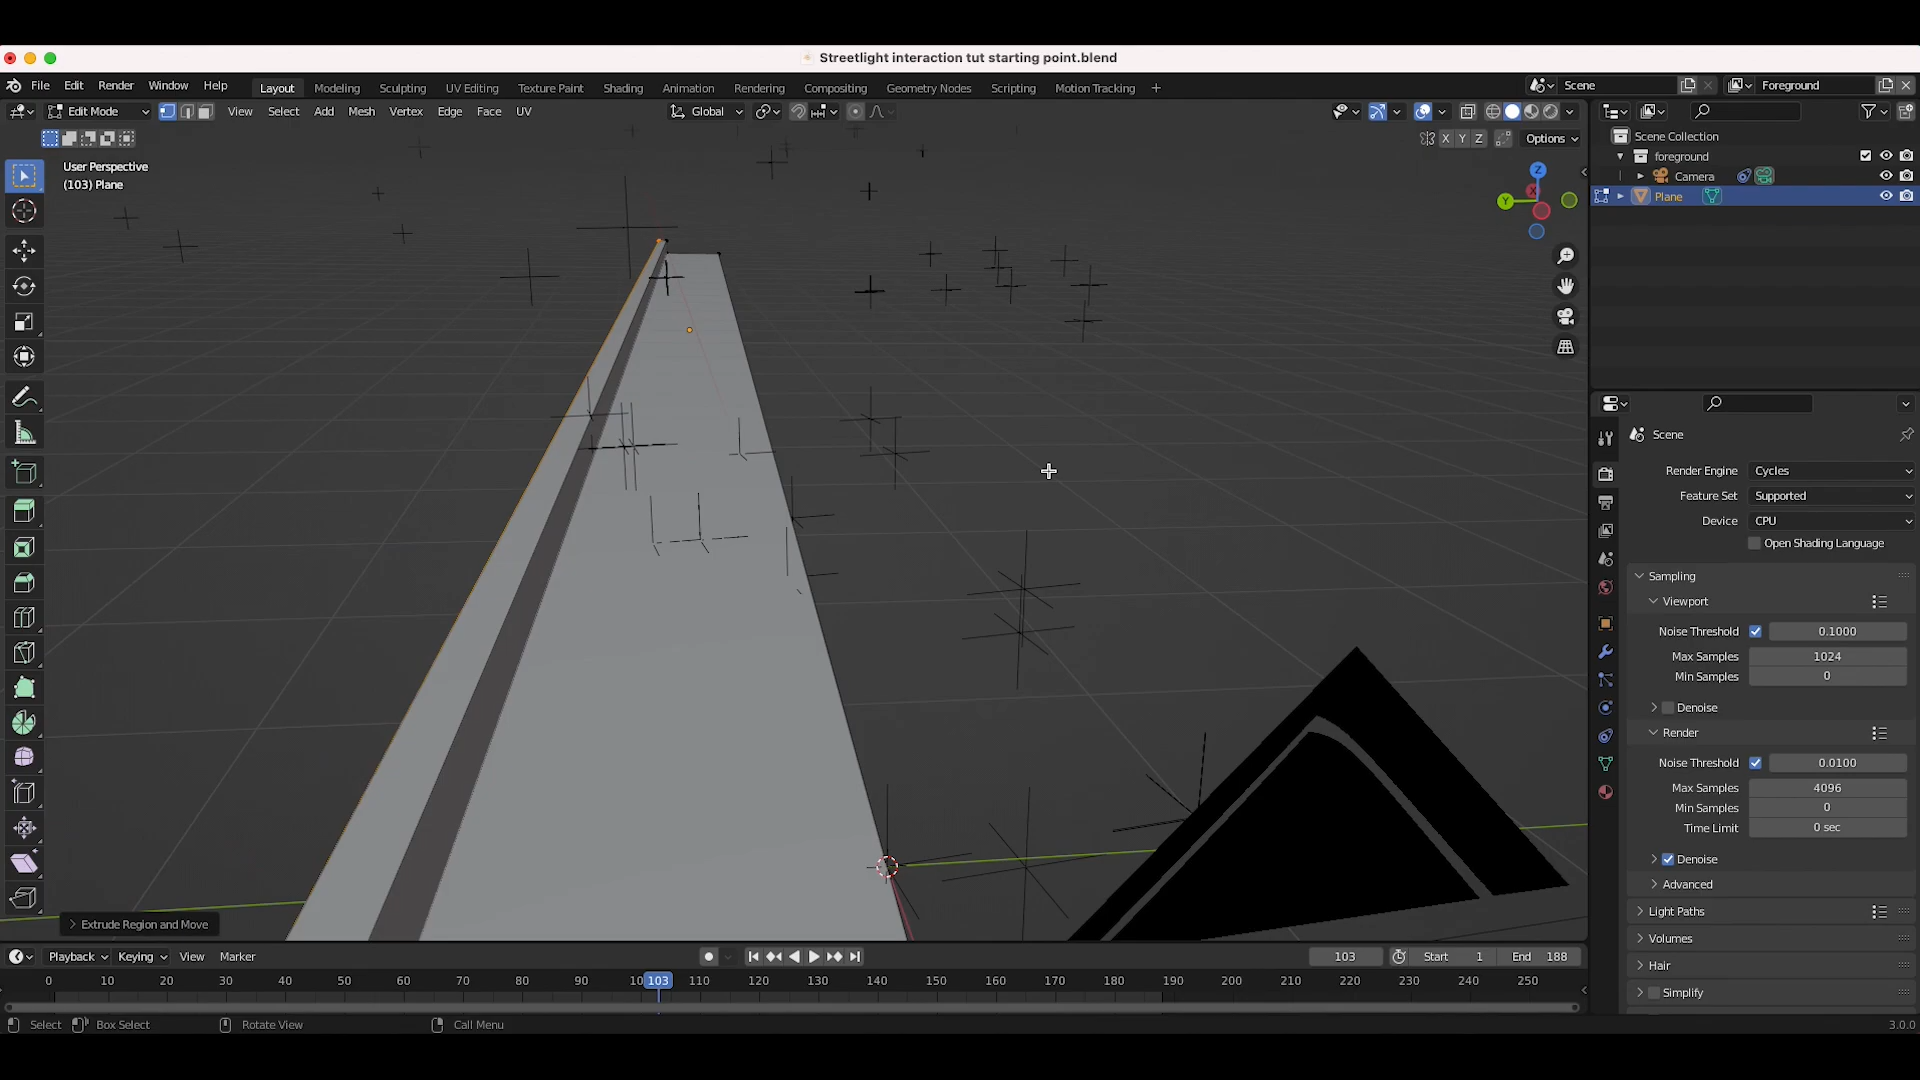 Streetlight interaction tut starting point.blend
File Edit Render Window Help Layout Modeling Sculpting UV Editing Texture Paint Shading Animation Rendering Compositing Geometry Nodes Scripting Motion Tracking + Scene Foreground
Edit Mode View Select Add Mesh Vertex Edge Face UV Global
X Y Z Options
User Perspective
(103) Plane
Z
X
Y
Scene Collection
foreground
Camera
Plane
Scene
Render Engine Cycles
Feature Set Supported
Device CPU
Open Shading Language
Sampling
Viewport
Noise Threshold 0.1000
Max Samples 1024
Min Samples 0
Denoise
Render
Noise Threshold 0.0100
Max Samples 4096
Min Samples 0
Time Limit 0 sec
Denoise
Advanced
Light Paths
Volumes
Hair
Simplify
Extrude Region and Move
Playback Keying View Marker 103 Start 1 End 188
0 10 20 30 40 50 60 70 80 90 10 103 110 120 130 140 150 160 170 180 190 200 210 220 230 240 250
Select Box Select Rotate View Call Menu 3.0.0